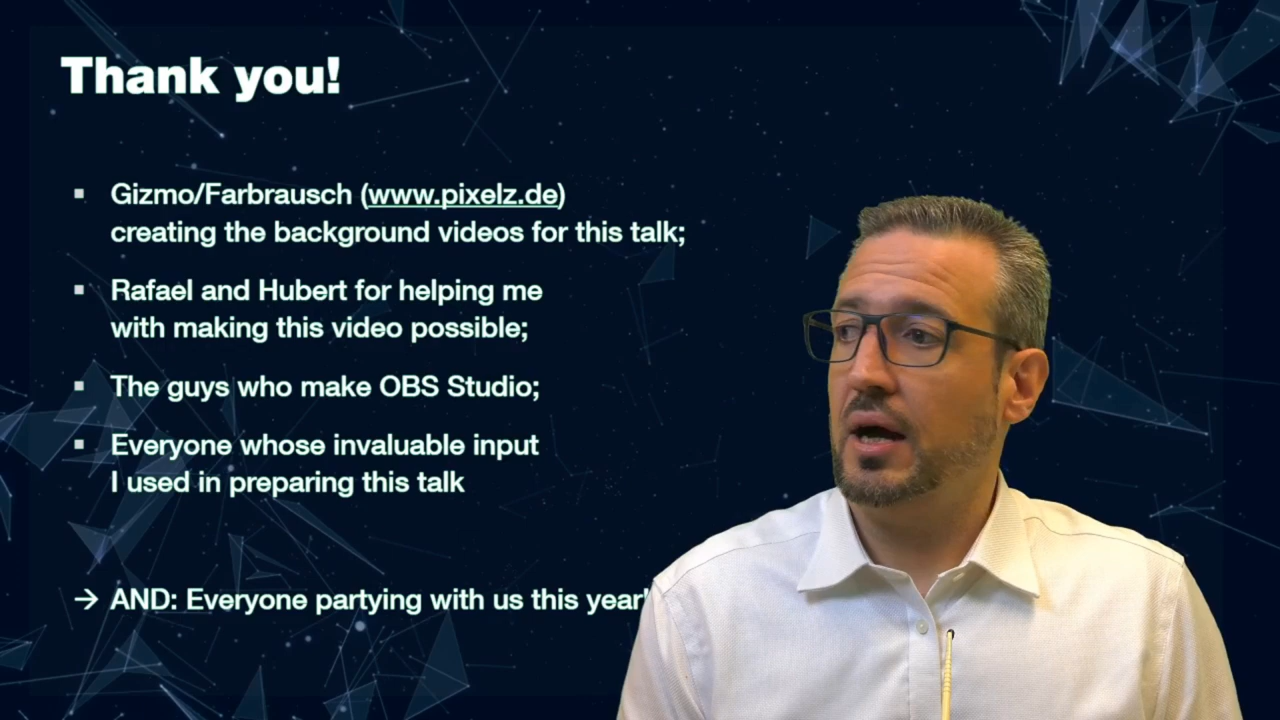 Thank you!
▪ Gizmo/Farbrausch (www.pixelz.de)
creating the background videos for this talk;
▪ Rafael and Hubert for helping me
with making this video possible;
▪ The guys who make OBS Studio;
▪ Everyone whose invaluable input
I used in preparing this talk
→ AND: Everyone partying with us this year!